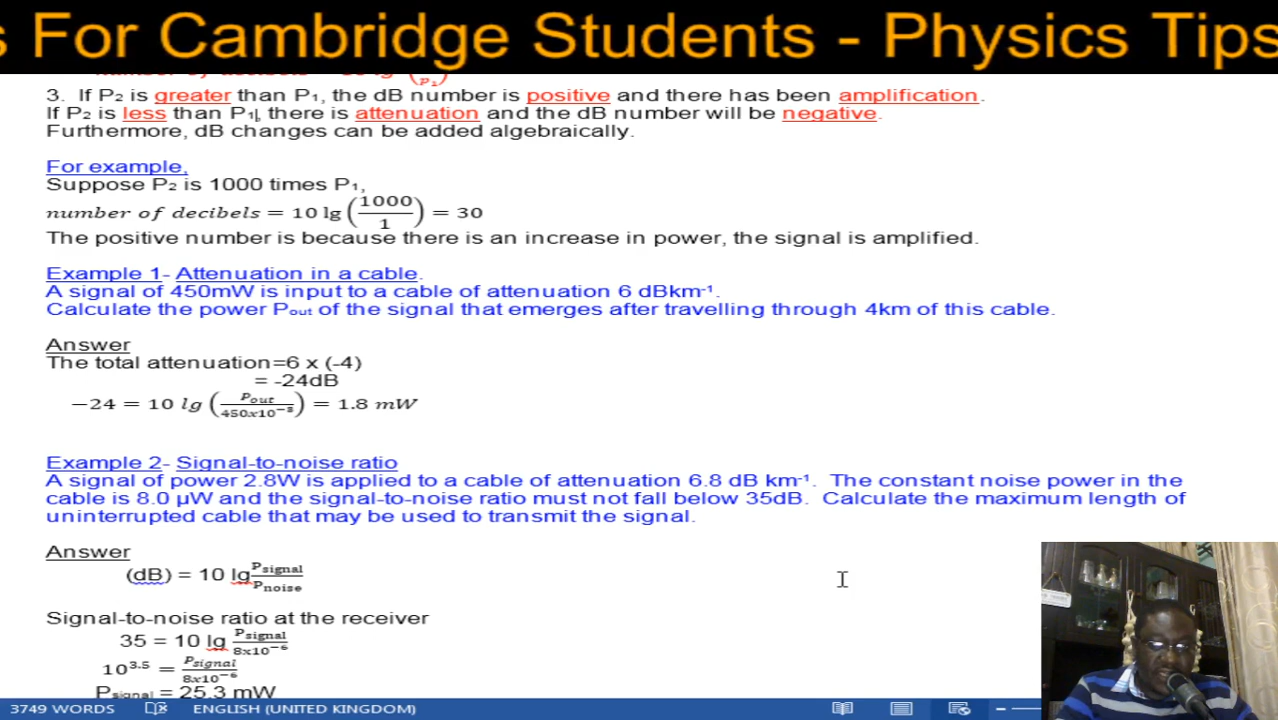 s For Cambridge Students - Physics Tips
number of decibels
3. If P₂ is greater than P₁, the dB number is positive and there has been amplification.
If P₂ is less than P₁, there is attenuation and the dB number will be negative.
Furthermore, dB changes can be added algebraically.
For example,
Suppose P₂ is 1000 times P₁,
number of decibels = 10 lg (1000/1) = 30
The positive number is because there is an increase in power, the signal is amplified.
Example 1- Attenuation in a cable.
A signal of 450mW is input to a cable of attenuation 6 dBkm⁻¹.
Calculate the power Pout of the signal that emerges after travelling through 4km of this cable.
Answer
The total attenuation=6 x (-4)
= -24dB
−24 = 10 lg (Pout/450x10⁻³) = 1.8 mW
Example 2- Signal-to-noise ratio
A signal of power 2.8W is applied to a cable of attenuation 6.8 dB km⁻¹. The constant noise power in the
cable is 8.0 µW and the signal-to-noise ratio must not fall below 35dB. Calculate the maximum length of
uninterrupted cable that may be used to transmit the signal.
Answer
(dB) = 10 lg Psignal/Pnoise
Signal-to-noise ratio at the receiver
35 = 10 lg Psignal/8x10⁻⁶
10³·⁵ = Psignal/8x10⁻⁶
Psignal = 25.3 mW
3749 WORDS ENGLISH (UNITED KINGDOM)